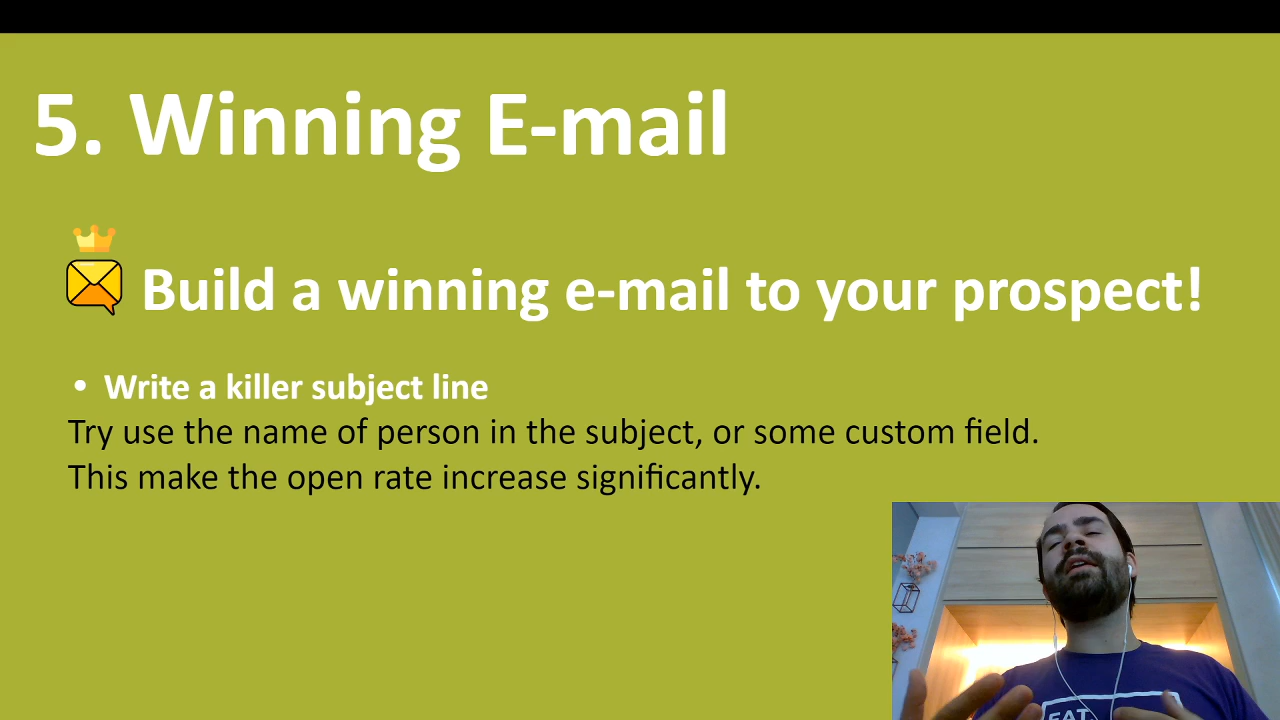 5. Winning E-mail
Build a winning e-mail to your prospect!
• Write a killer subject line
Try use the name of person in the subject, or some custom field.
This make the open rate increase significantly.
EAT